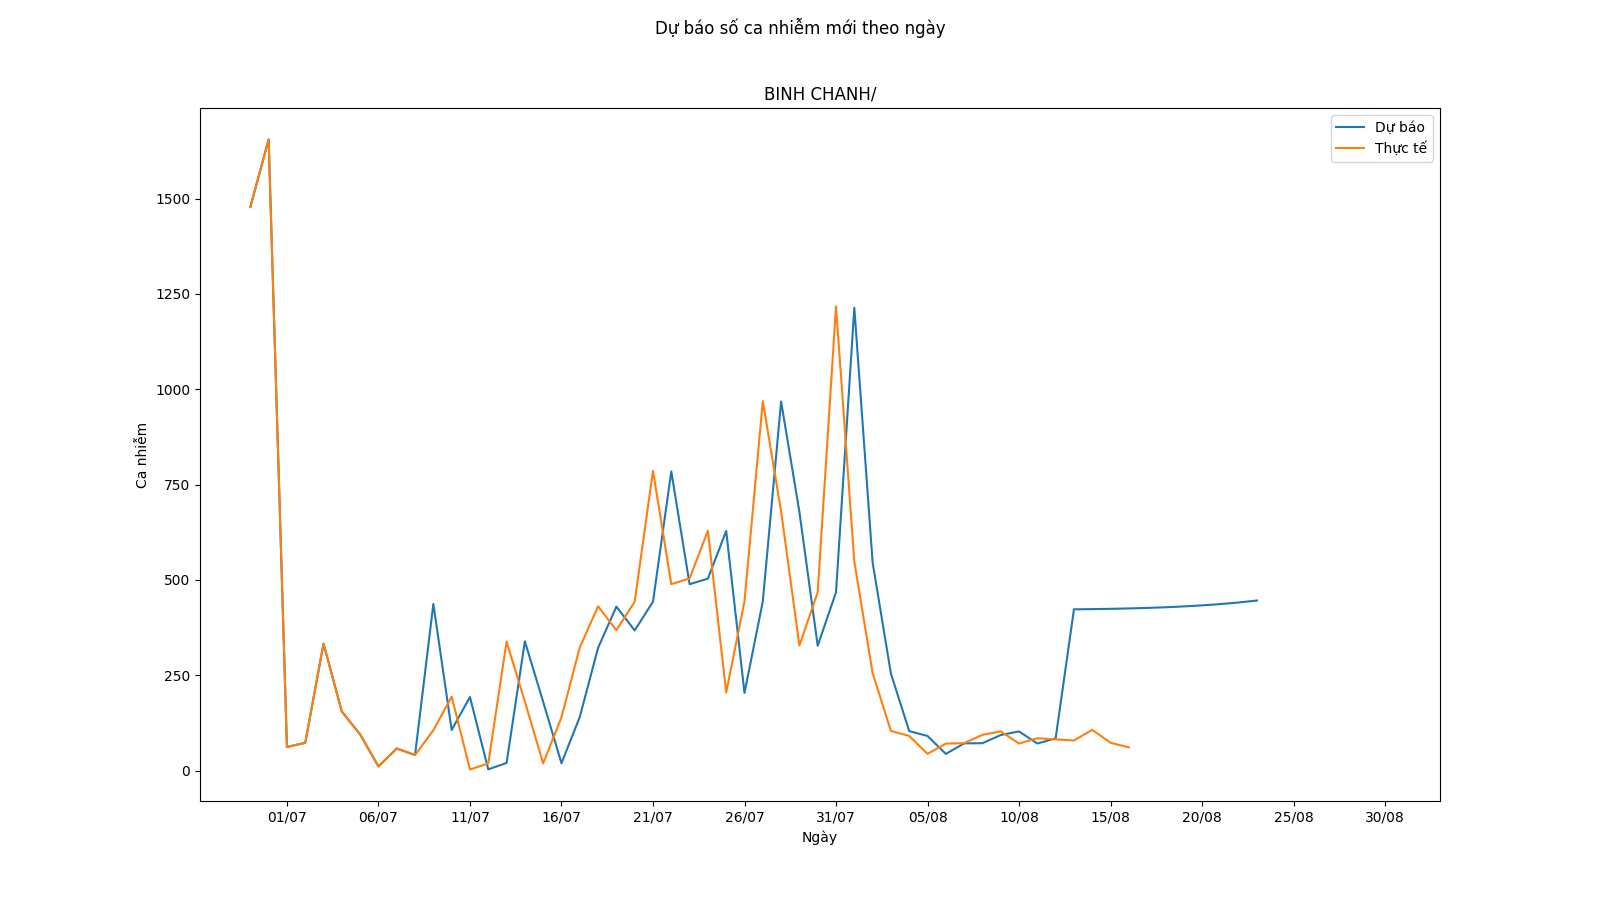 Dự báo số ca nhiễm mới theo ngày
BINH CHANH/
Dự báo
Thực tế
1500
1250
1000
750
500
250
0
Ca nhiễm
01/07 06/07 11/07 16/07 21/07 26/07 31/07 05/08 10/08 15/08 20/08 25/08 30/08
Ngày